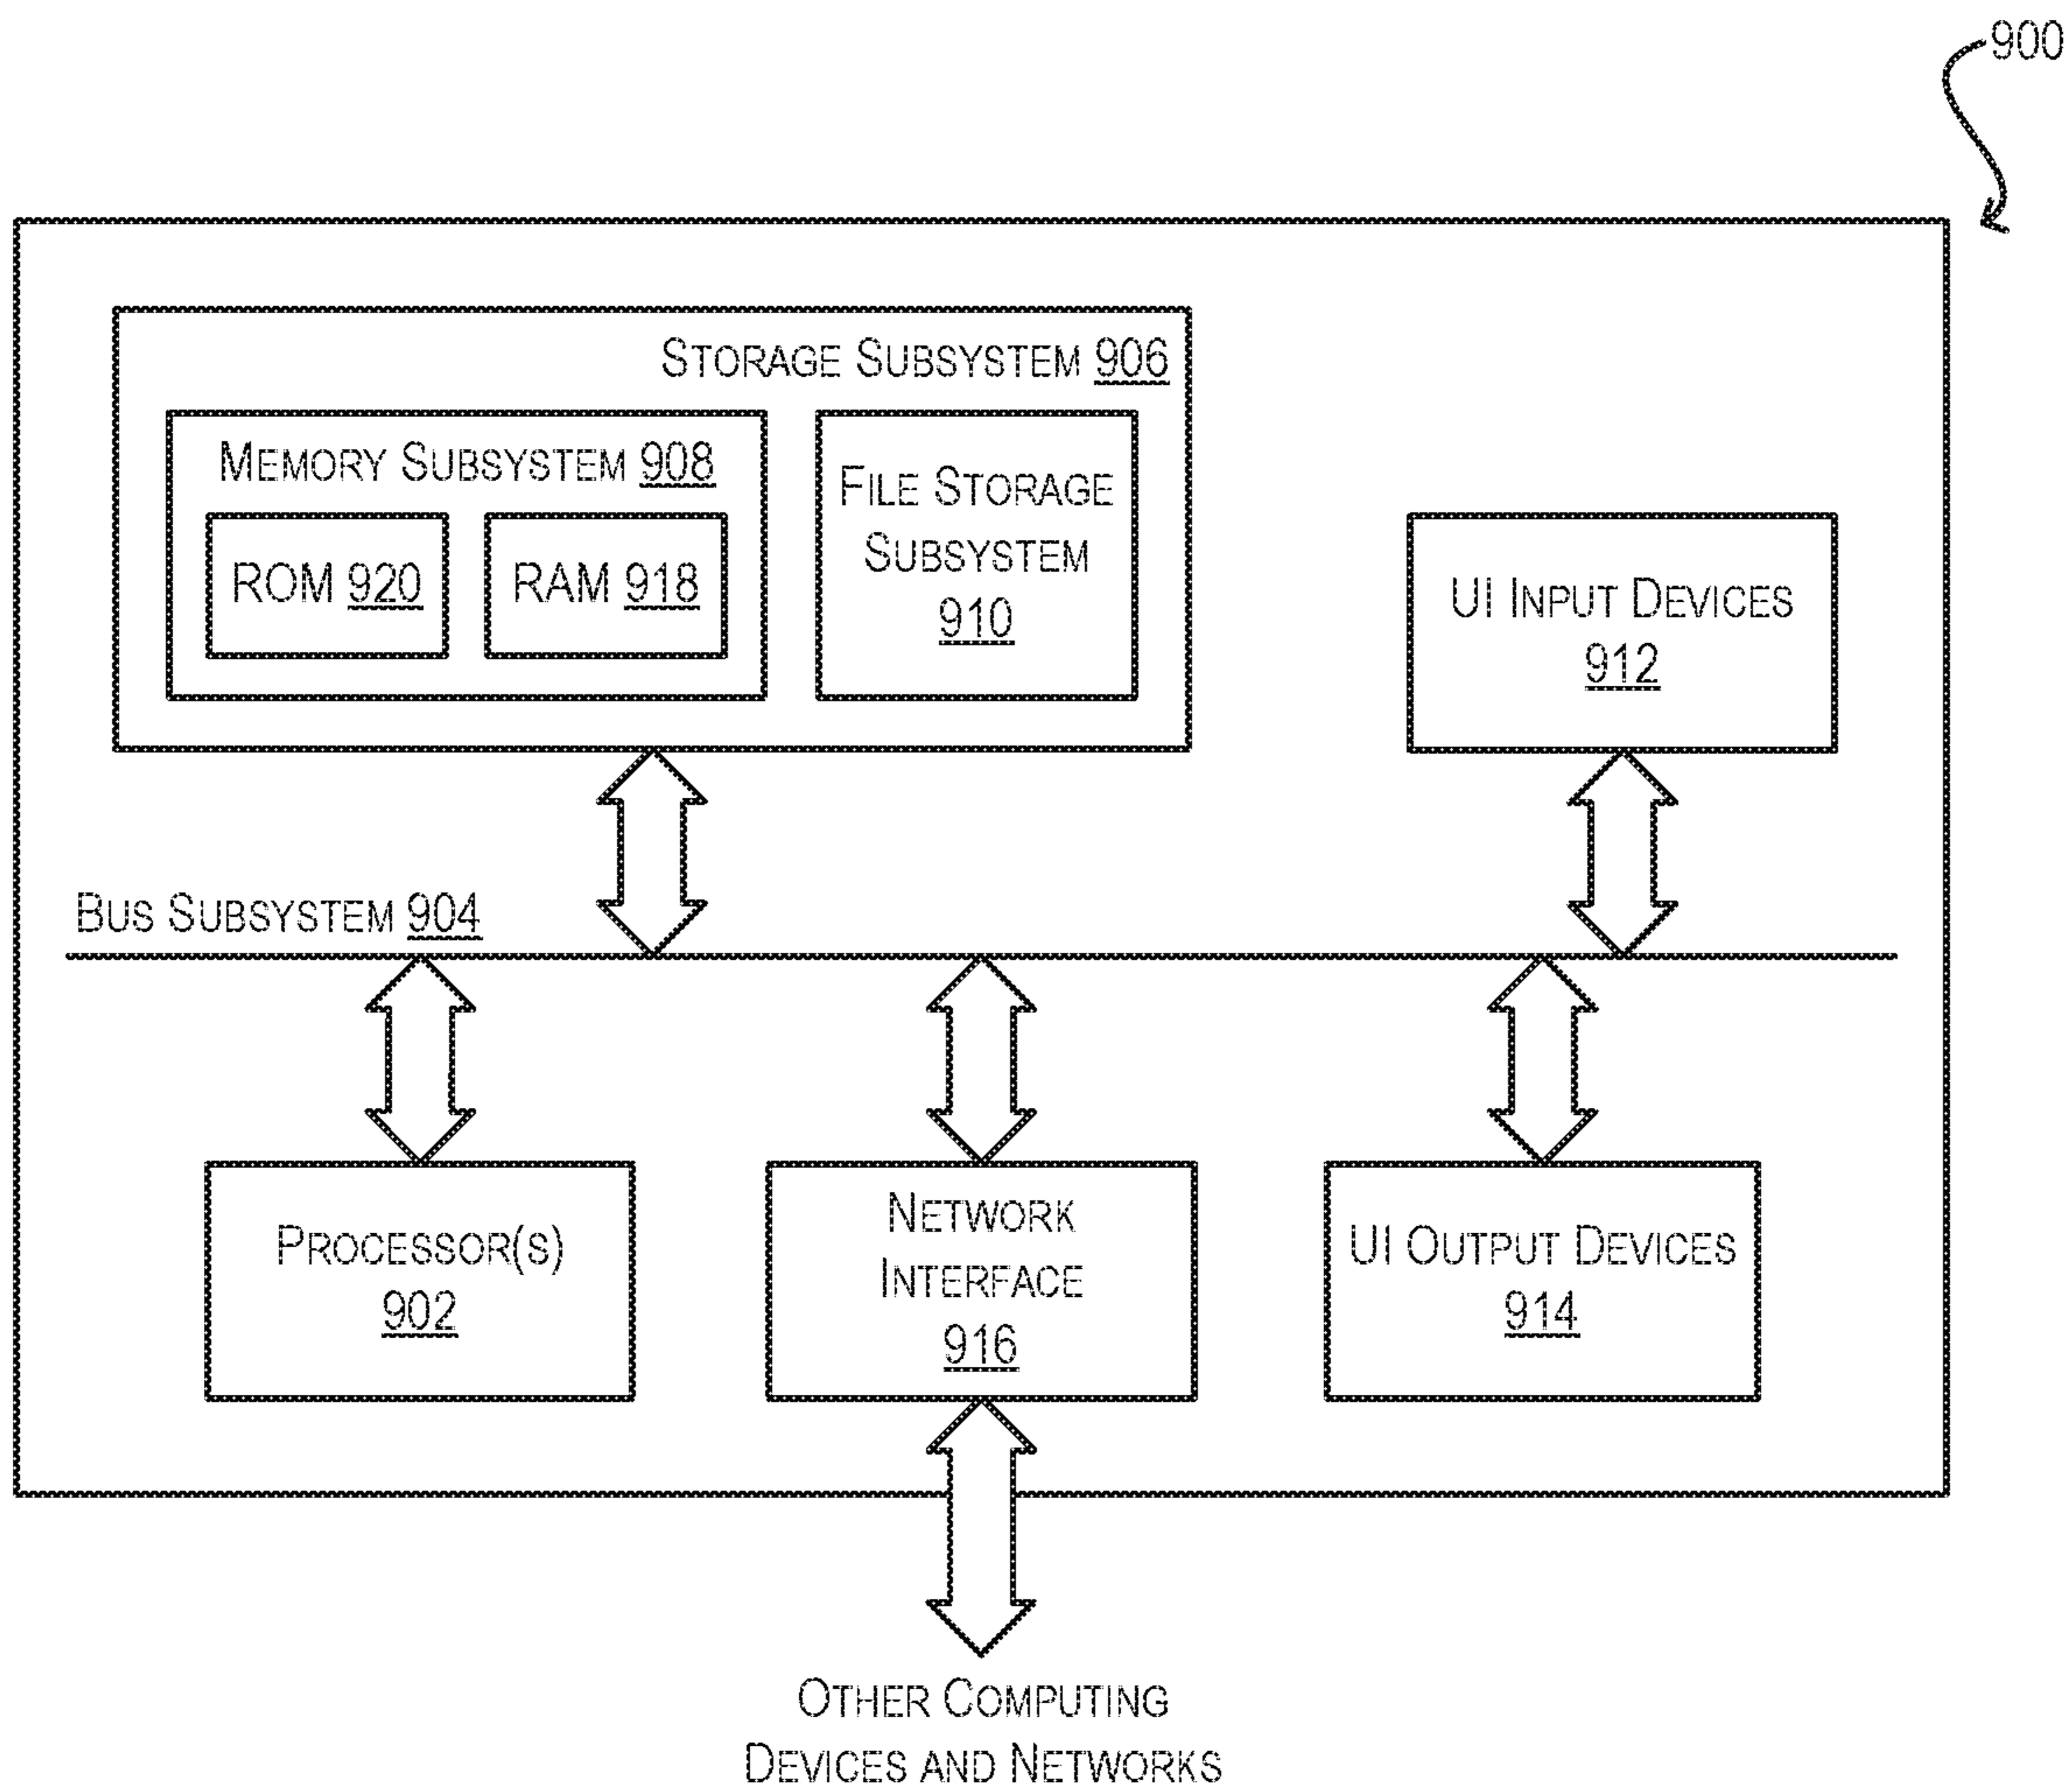 900
STORAGE SUBSYSTEM 906
MEMORY SUBSYSTEM 908
ROM 920
RAM 918
FILE STORAGE
SUBSYSTEM
910
UI INPUT DEVICES
912
BUS SUBSYSTEM 904
PROCESSOR(S)
902
NETWORK
INTERFACE
916
UI OUTPUT DEVICES
914
OTHER COMPUTING
DEVICES AND NETWORKS